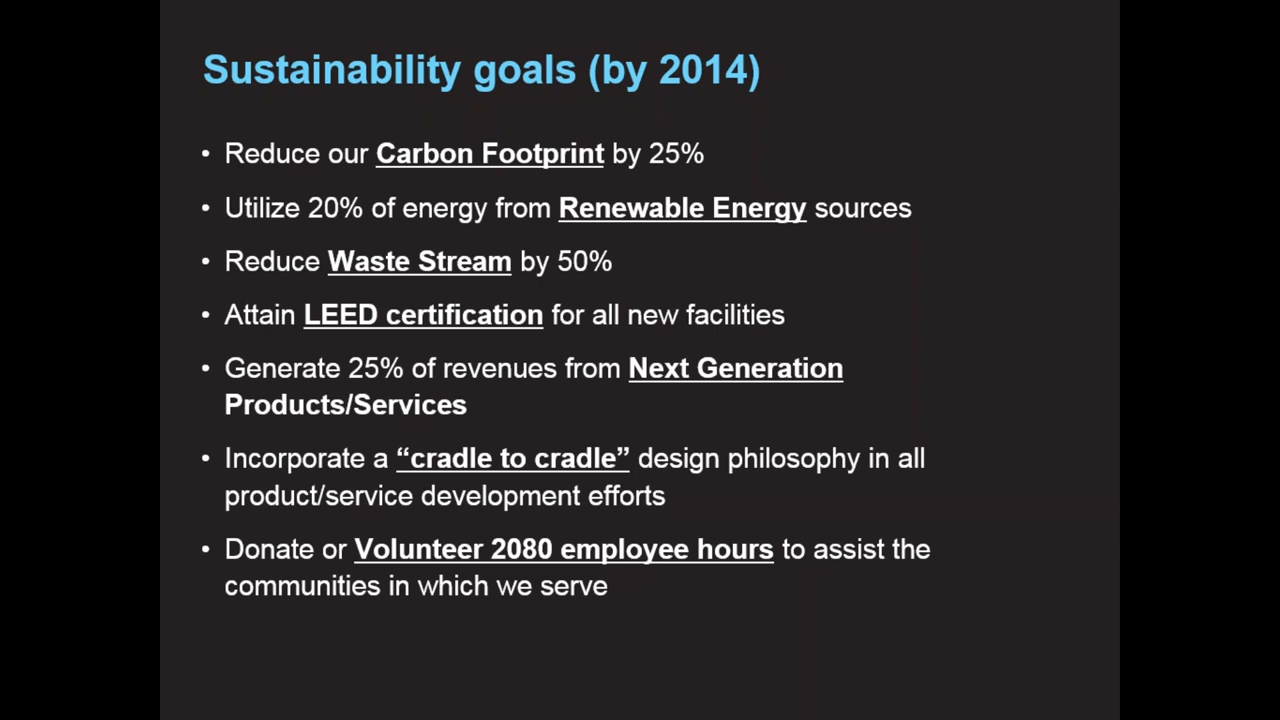 Sustainability goals (by 2014)
• Reduce our Carbon Footprint by 25%
• Utilize 20% of energy from Renewable Energy sources
• Reduce Waste Stream by 50%
• Attain LEED certification for all new facilities
• Generate 25% of revenues from Next Generation
Products/Services
• Incorporate a “cradle to cradle” design philosophy in all
product/service development efforts
• Donate or Volunteer 2080 employee hours to assist the
communities in which we serve